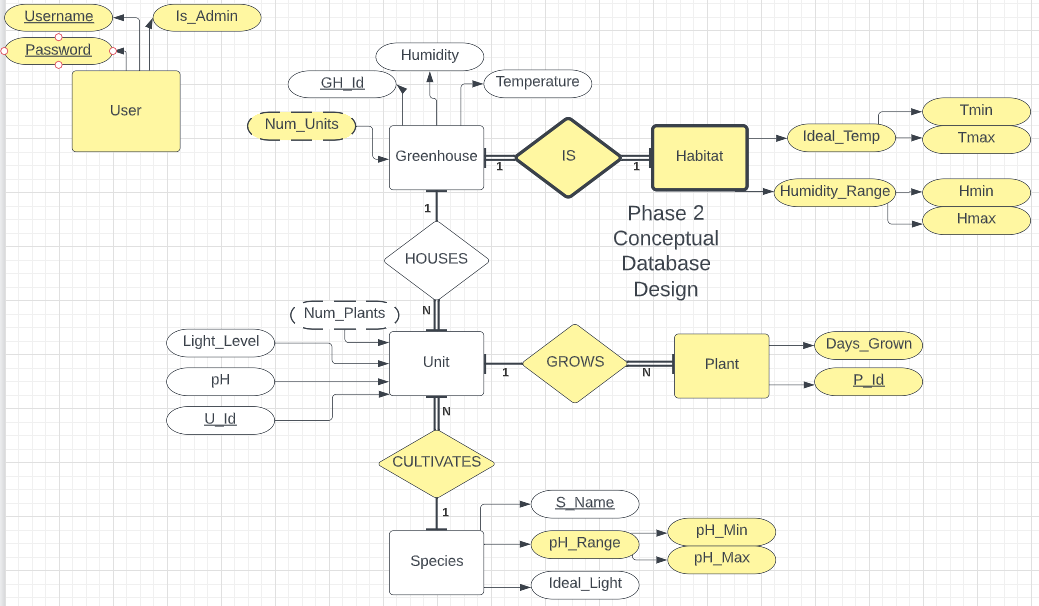 Username
Is_Admin
Password
User
Humidity
GH_Id
Temperature
Num_Units
Greenhouse
1
IS
1
Habitat
Ideal_Temp
Tmin
Tmax
Humidity_Range
Hmin
Hmax
1
Phase 2
Conceptual
Database
Design
HOUSES
N
Num_Plants
Light_Level
pH
U_Id
Unit
1
GROWS
N
Plant
Days_Grown
P_Id
N
CULTIVATES
1
Species
S_Name
pH_Range
pH_Min
pH_Max
Ideal_Light